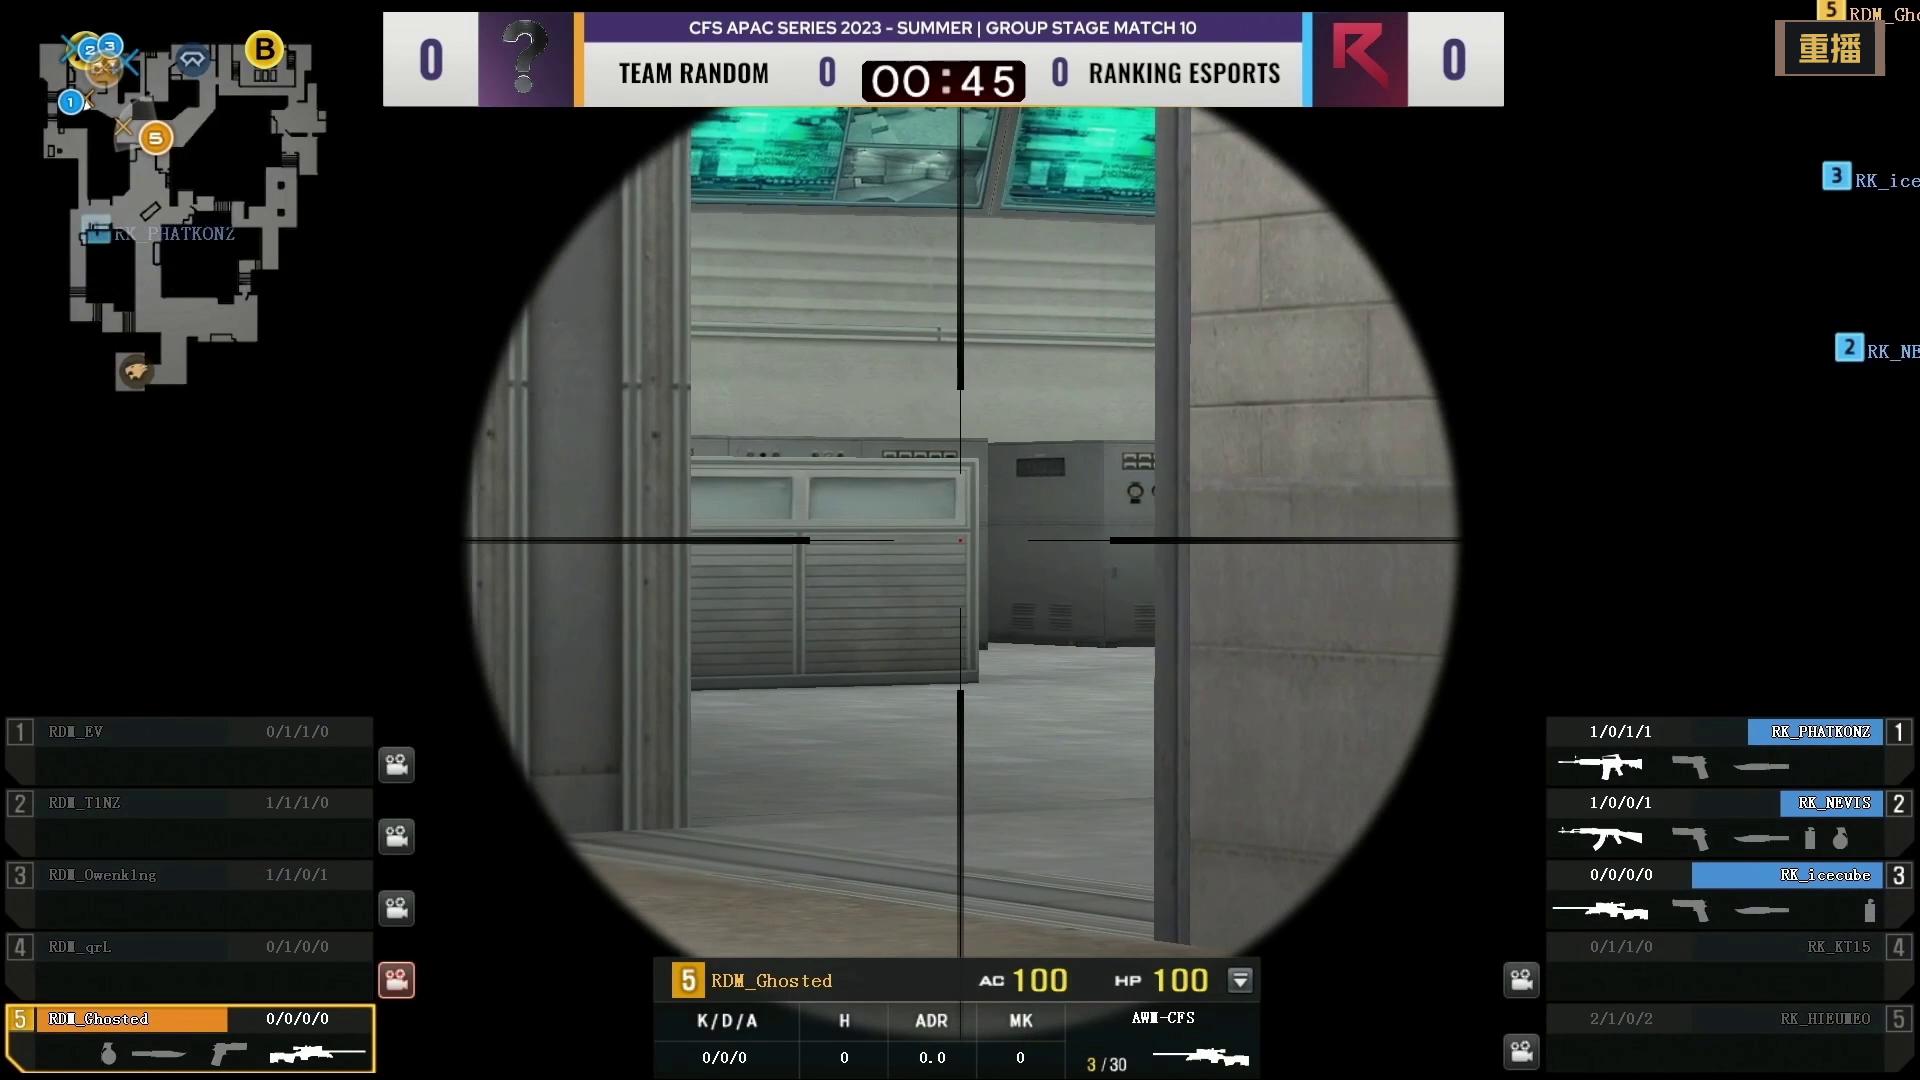 CFS APAC SERIES 2023 - SUMMER | GROUP STAGE MATCH 10
0 TEAM RANDOM 0 00:45 0 RANKING ESPORTS 0
5 RDM_Gho
重播
2 3
B
1
5
RK_PHATKONZ
3 RK_ice
2 RK_NE
1 RDM_EV 0/1/1/0
2 RDM_T1NZ 1/1/1/0
3 RDM_Owenk1ng 1/1/0/1
4 RDM_qrL 0/1/0/0
5 RDM_Ghosted 0/0/0/0
5 RDM_Ghosted AC 100 HP 100
K/D/A H ADR MK AWM-CFS
0/0/0 0 0.0 0 3/30
1/0/1/1 RK_PHATKONZ 1
1/0/0/1 RK_NEVIS 2
0/0/0/0 RK_icecube 3
0/1/1/0 RK_KT15 4
2/1/0/2 RK_HIEUMEO 5